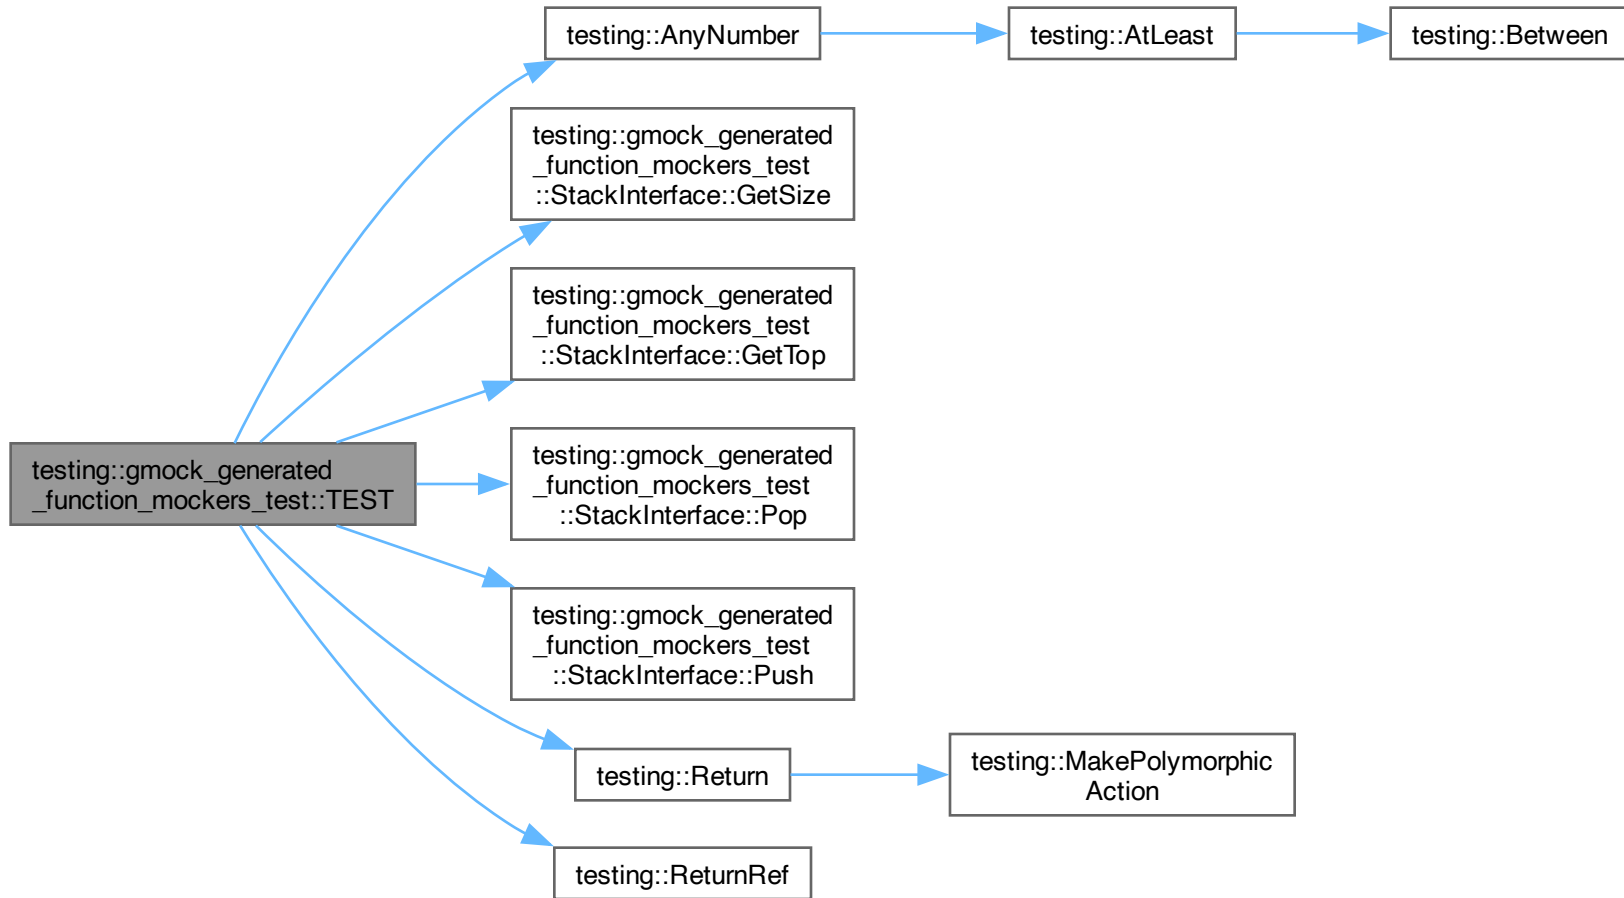 testing::AnyNumber
testing::AtLeast
testing::Between
testing::gmock_generated
_function_mockers_test
::StackInterface::GetSize
testing::gmock_generated
_function_mockers_test
::StackInterface::GetTop
testing::gmock_generated
_function_mockers_test::TEST
testing::gmock_generated
_function_mockers_test
::StackInterface::Pop
testing::gmock_generated
_function_mockers_test
::StackInterface::Push
testing::Return
testing::MakePolymorphic
Action
testing::ReturnRef